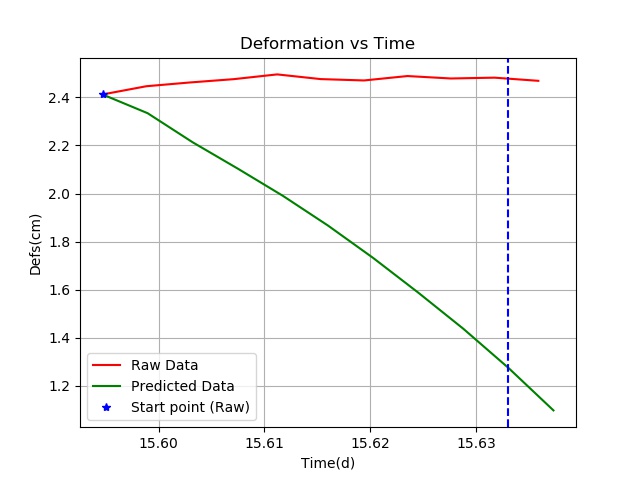 Deformation vs Time
Defs(cm)
2.4
2.2
2.0
1.8
1.6
1.4
1.2
Raw Data
Predicted Data
Start point (Raw)
15.60 15.61 15.62 15.63
Time(d)